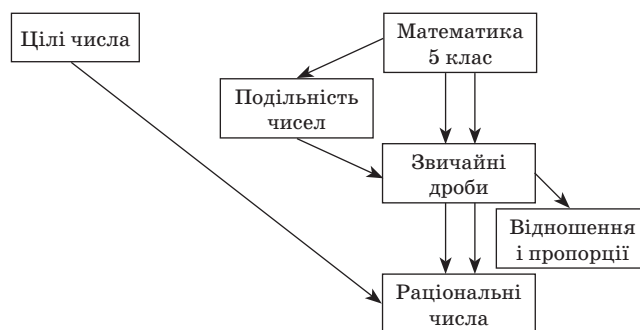 Цілі числа
Математика
5 клас
Подільність
чисел
Звичайні
дроби
Відношення
і пропорції
Раціональні
числа